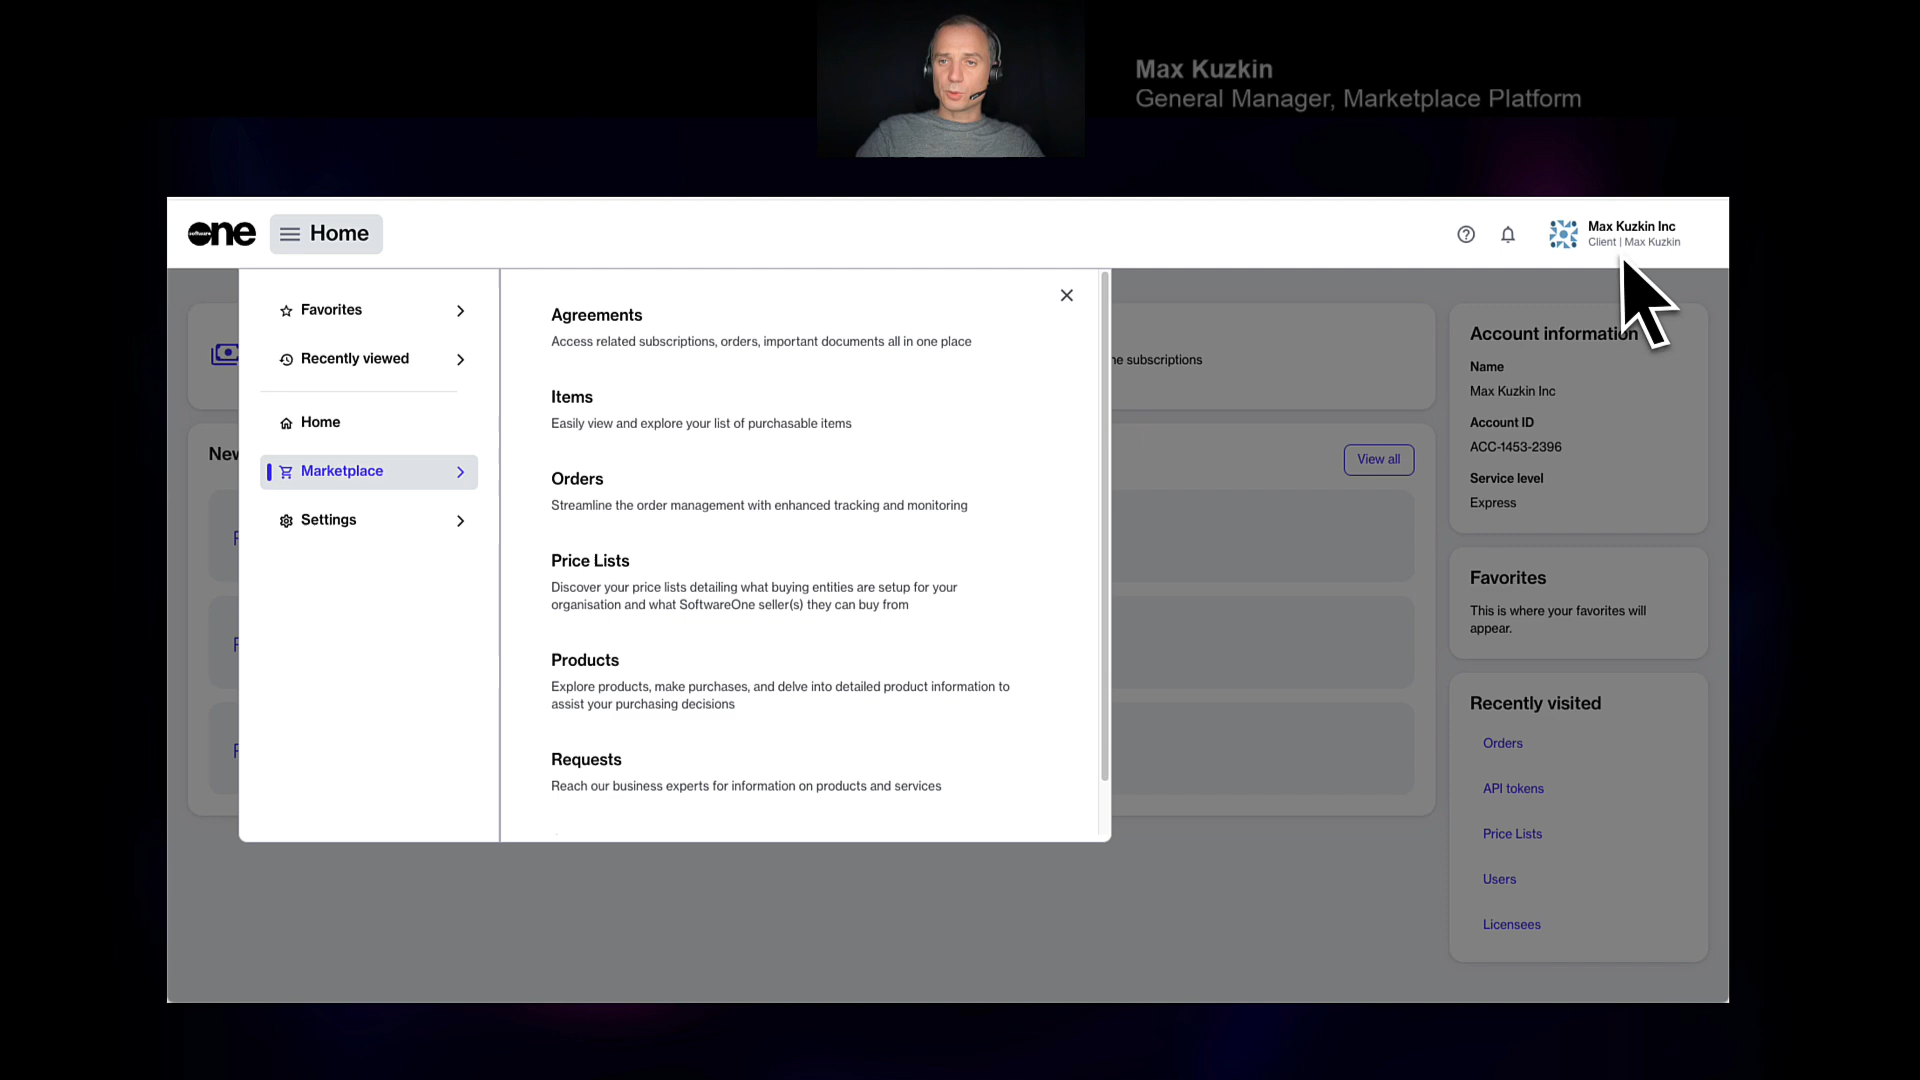 Max Kuzkin
General Manager, Marketplace Platform
software
one
Home
Max Kuzkin Inc
Client | Max Kuzkin
Favorites
Recently viewed
Home
Marketplace
Settings
Agreements
Access related subscriptions, orders, important documents all in one place
Items
Easily view and explore your list of purchasable items
Orders
Streamline the order management with enhanced tracking and monitoring
Price Lists
Discover your price lists detailing what buying entities are setup for your
organisation and what SoftwareOne seller(s) they can buy from
Products
Explore products, make purchases, and delve into detailed product information to
assist your purchasing decisions
Requests
Reach our business experts for information on products and services
subscriptions
View all
Account information
Name
Max Kuzkin Inc
Account ID
ACC-1453-2396
Service level
Express
Favorites
This is where your favorites will
appear.
Recently visited
Orders
API tokens
Price Lists
Users
Licensees